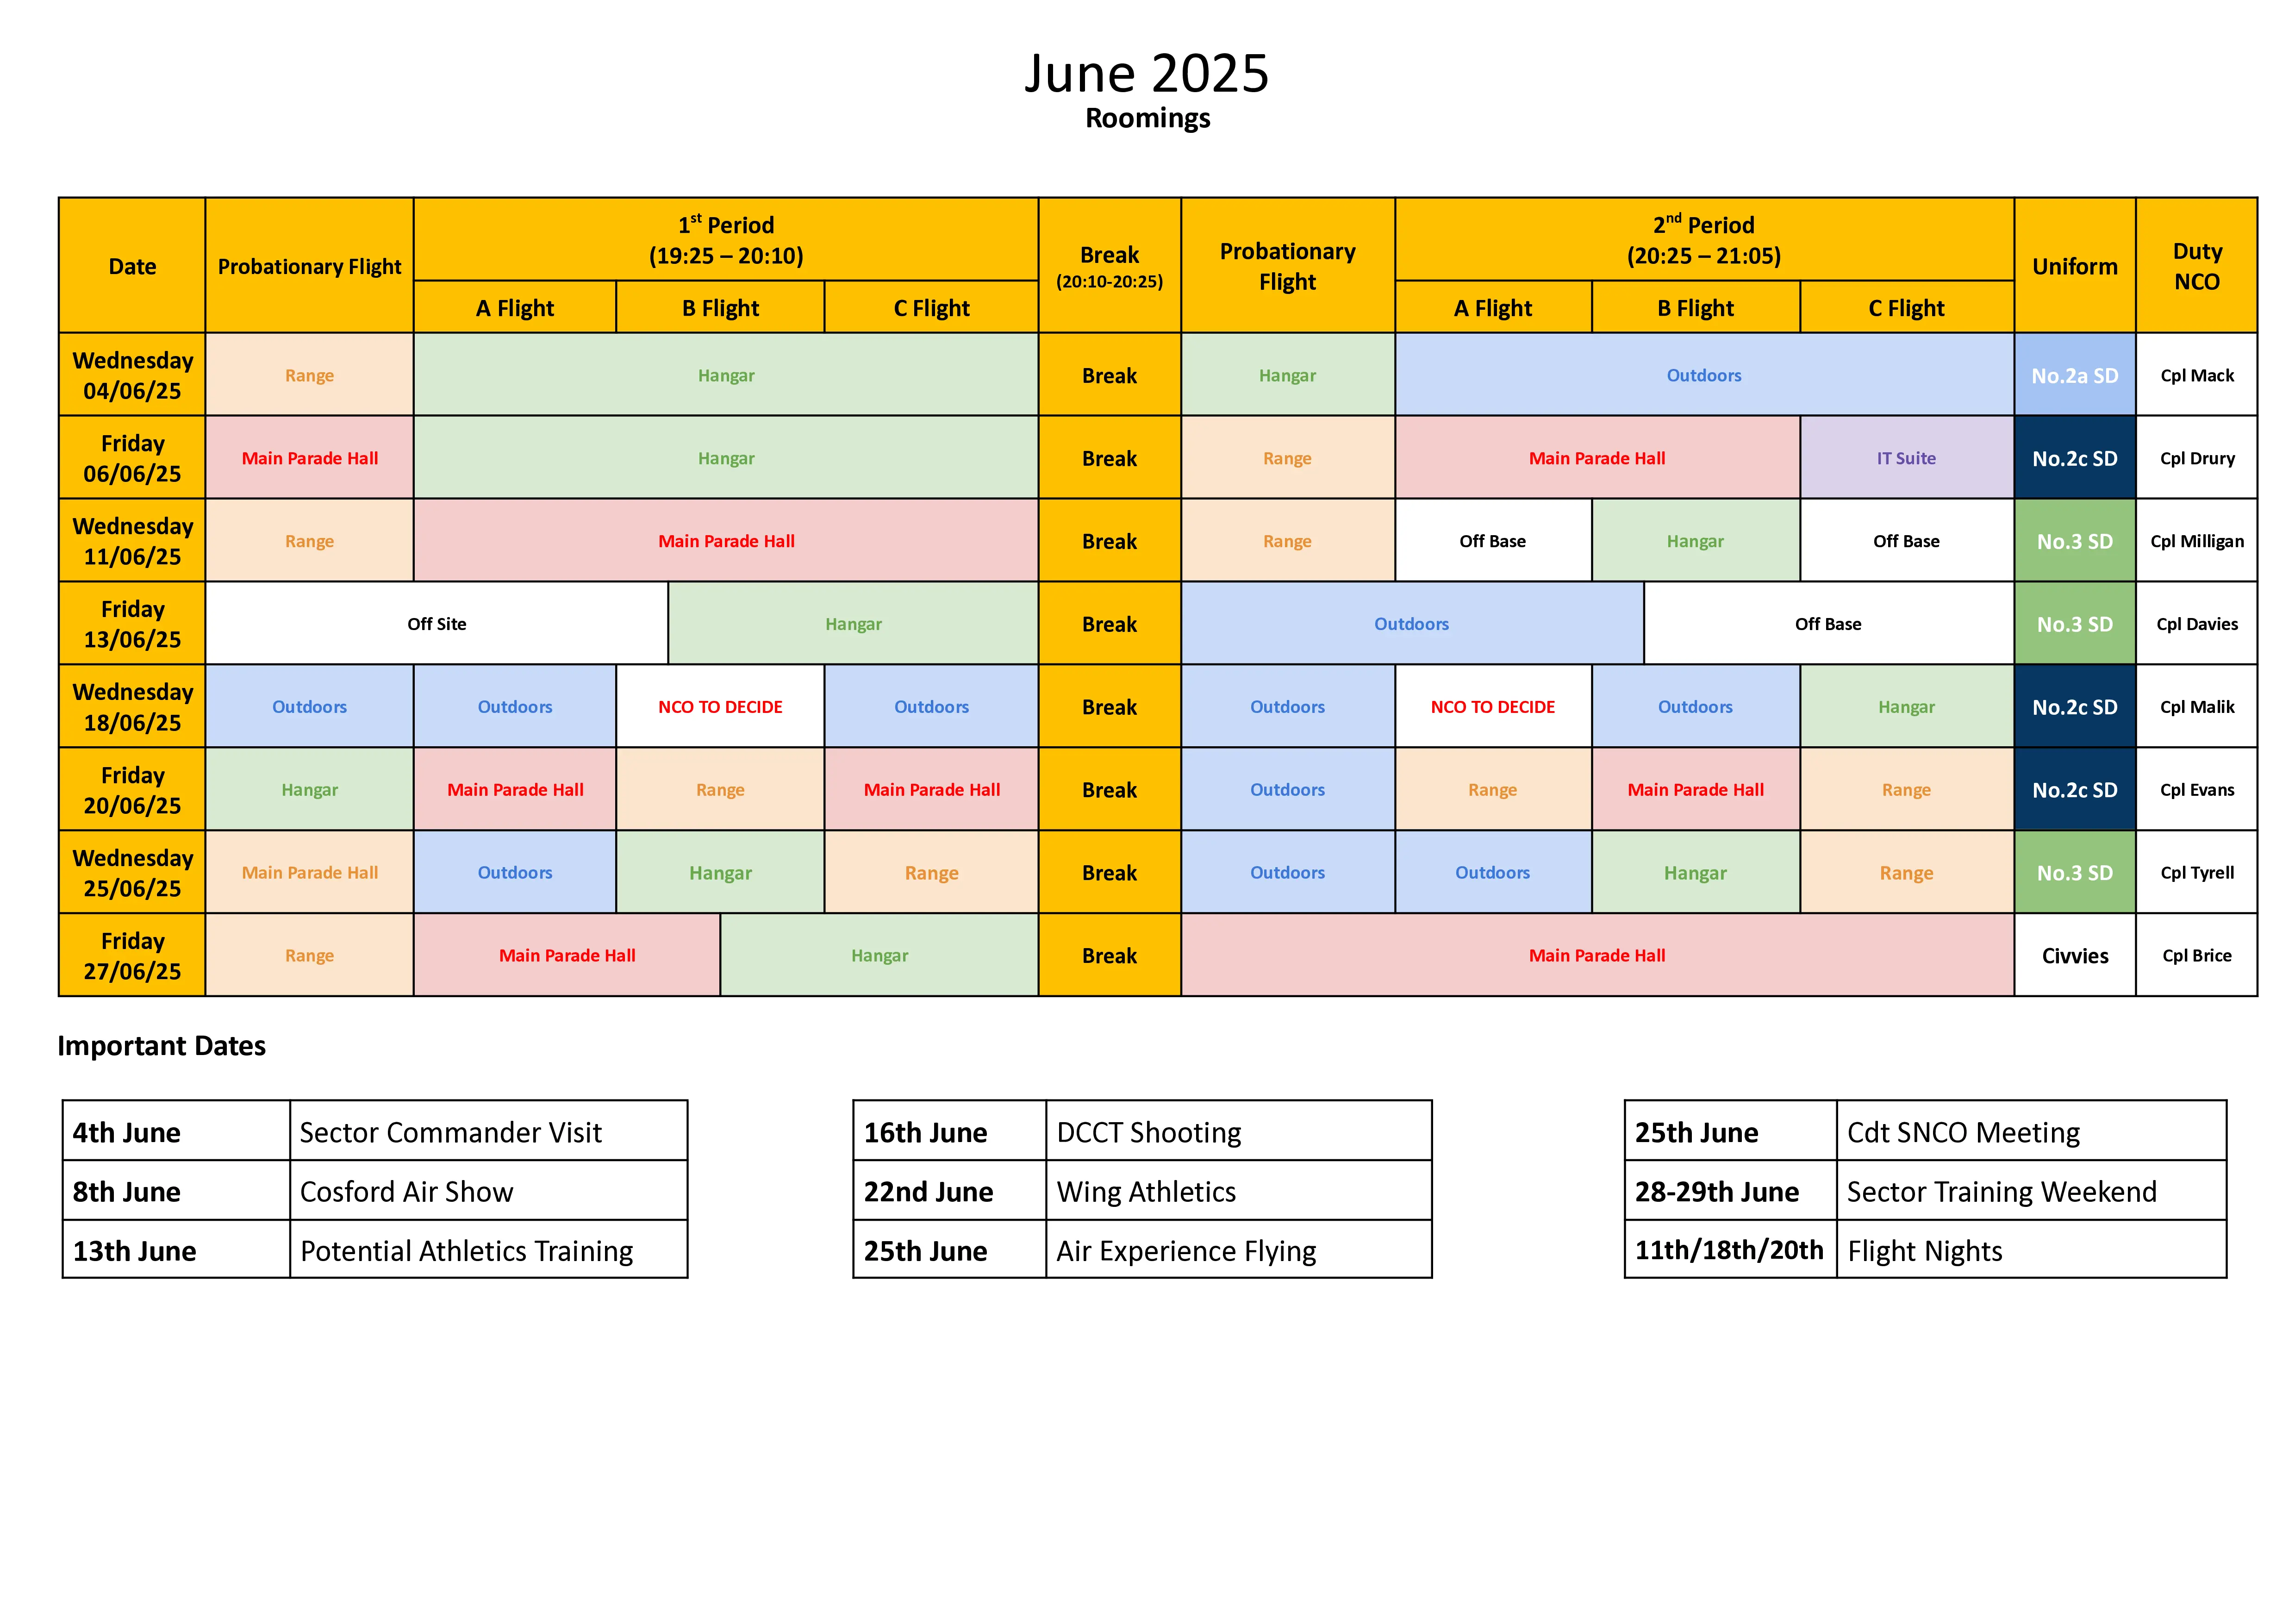 June 2025
Roomings
Date
Probationary Flight
1st Period
(19:25 – 20:10)
Break
(20:10-20:25)
Probationary
Flight
2nd Period
(20:25 – 21:05)
Uniform
Duty
NCO
A Flight B Flight C Flight
A Flight B Flight C Flight
Wednesday
04/06/25
Range Hangar Break Hangar Outdoors No.2a SD Cpl Mack
Friday
06/06/25
Main Parade Hall Hangar Break Range Main Parade Hall IT Suite No.2c SD Cpl Drury
Wednesday
11/06/25
Range Main Parade Hall Break Range Off Base Hangar Off Base No.3 SD Cpl Milligan
Friday
13/06/25
Off Site Hangar Break Outdoors Off Base No.3 SD Cpl Davies
Wednesday
18/06/25
Outdoors Outdoors NCO TO DECIDE Outdoors Break Outdoors NCO TO DECIDE Outdoors Hangar No.2c SD Cpl Malik
Friday
20/06/25
Hangar Main Parade Hall Range Main Parade Hall Break Outdoors Range Main Parade Hall Range No.2c SD Cpl Evans
Wednesday
25/06/25
Main Parade Hall Outdoors Hangar Range Break Outdoors Outdoors Hangar Range No.3 SD Cpl Tyrell
Friday
27/06/25
Range Main Parade Hall Hangar Break Main Parade Hall Civvies Cpl Brice
Important Dates
4th June Sector Commander Visit
8th June Cosford Air Show
13th June Potential Athletics Training
16th June DCCT Shooting
22nd June Wing Athletics
25th June Air Experience Flying
25th June Cdt SNCO Meeting
28-29th June Sector Training Weekend
11th/18th/20th Flight Nights